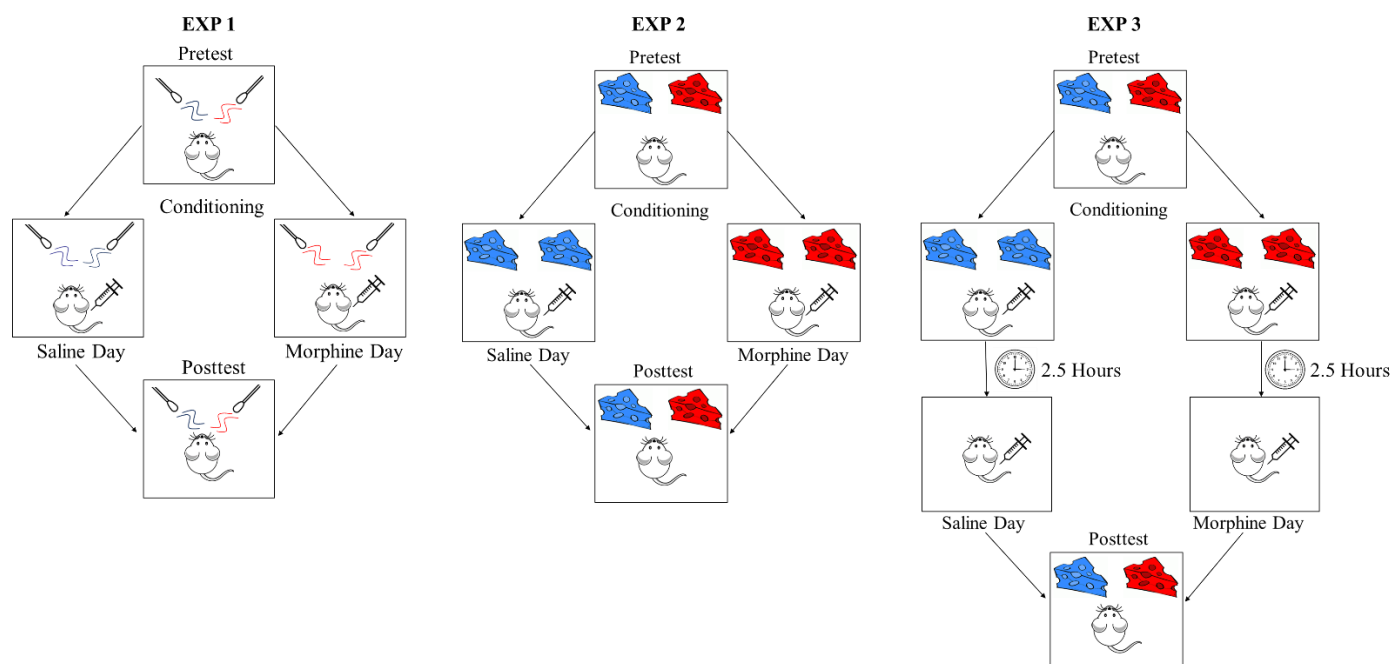 EXP 1
Pretest
Conditioning
Saline Day
Morphine Day
Posttest
EXP 2
Pretest
Conditioning
Saline Day
Morphine Day
Posttest
EXP 3
Pretest
Conditioning
2.5 Hours
2.5 Hours
Saline Day
Morphine Day
Posttest